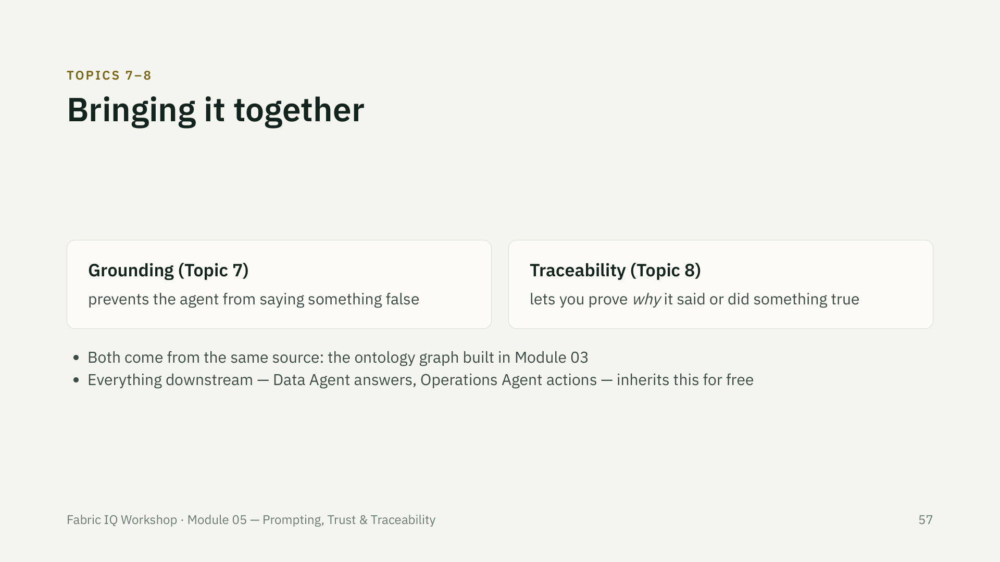 TOPICS 7–8
Bringing it together
Grounding (Topic 7)
prevents the agent from saying something false
Traceability (Topic 8)
lets you prove why it said or did something true
• Both come from the same source: the ontology graph built in Module 03
• Everything downstream — Data Agent answers, Operations Agent actions — inherits this for free
Fabric IQ Workshop · Module 05 — Prompting, Trust & Traceability
57